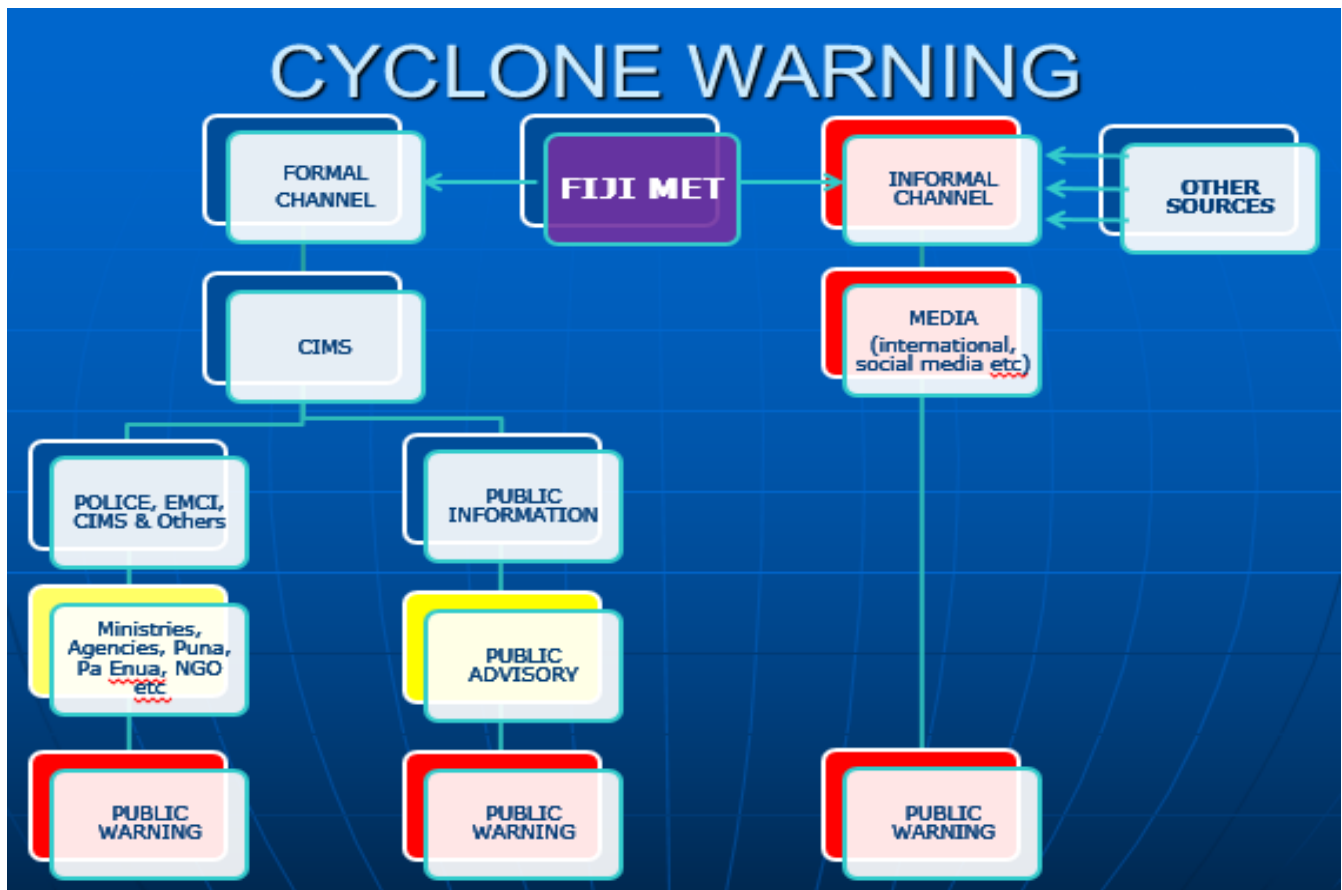 CYCLONE WARNING
FORMAL
CHANNEL
FIJI MET
INFORMAL
CHANNEL
OTHER
SOURCES
CIMS
MEDIA
(international,
social media etc)
POLICE, EMCI,
CIMS & Others
PUBLIC
INFORMATION
Ministries,
Agencies, Puna,
Pa Enua, NGO
etc
PUBLIC
ADVISORY
PUBLIC
WARNING
PUBLIC
WARNING
PUBLIC
WARNING